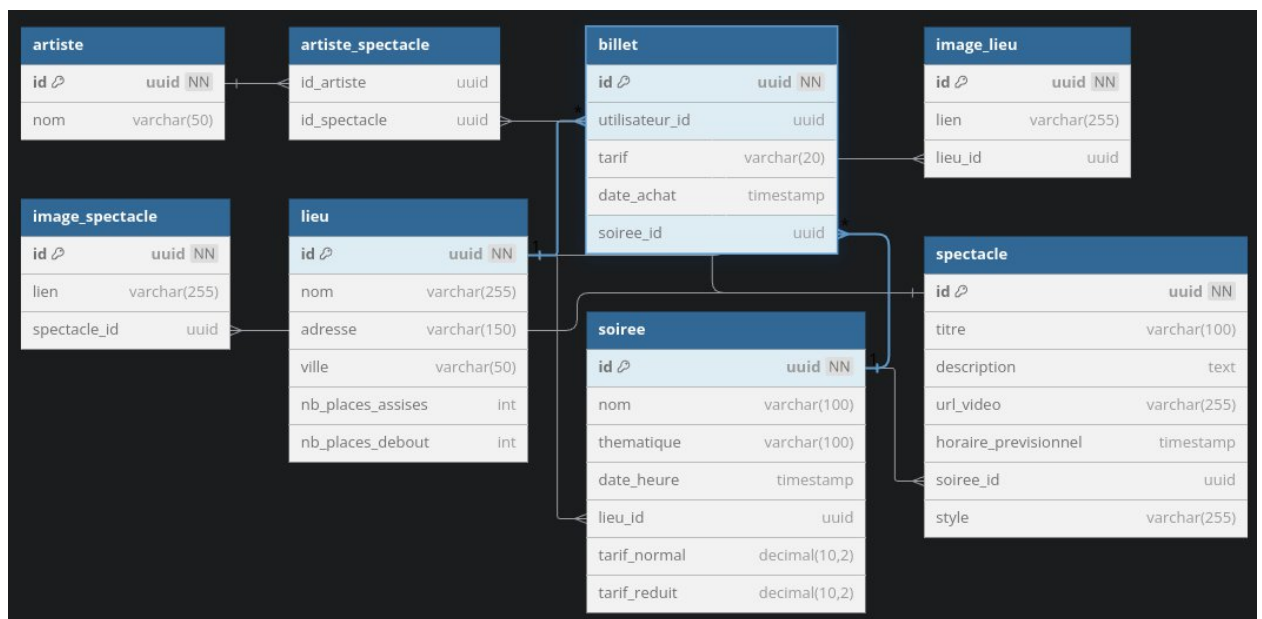 artiste
id uuid NN
nom varchar(50)
artiste_spectacle
id_artiste uuid
id_spectacle uuid
billet
id uuid NN
utilisateur_id uuid
tarif varchar(20)
date_achat timestamp
soiree_id uuid
image_lieu
id uuid NN
lien varchar(255)
lieu_id uuid
image_spectacle
id uuid NN
lien varchar(255)
spectacle_id uuid
lieu
id uuid NN
nom varchar(255)
adresse varchar(150)
ville varchar(50)
nb_places_assises int
nb_places_debout int
soiree
id uuid NN
nom varchar(100)
thematique varchar(100)
date_heure timestamp
lieu_id uuid
tarif_normal decimal(10,2)
tarif_reduit decimal(10,2)
spectacle
id uuid NN
titre varchar(100)
description text
url_video varchar(255)
horaire_previsionnel timestamp
soiree_id uuid
style varchar(255)
*
1
*
1